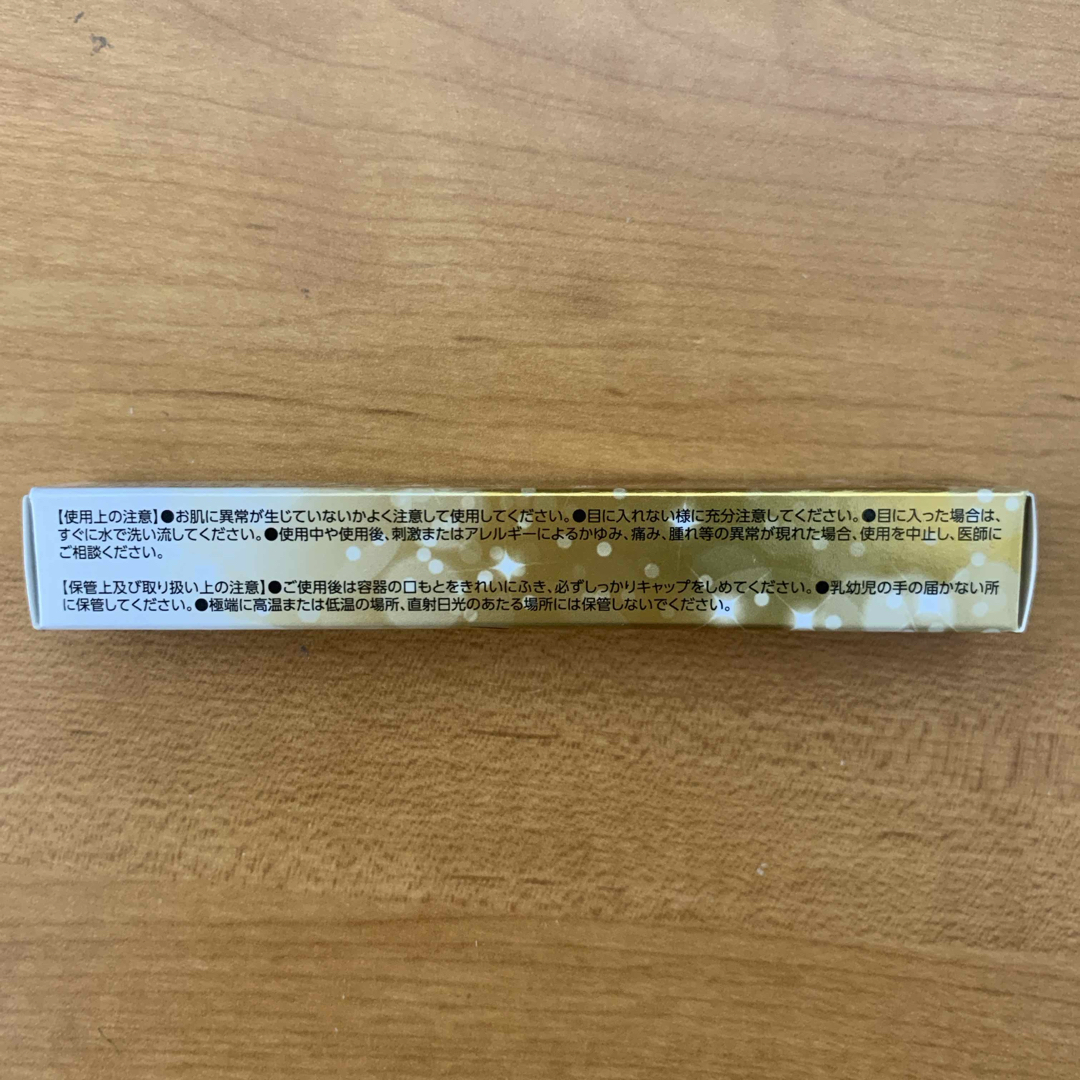 【使用上の注意】●お肌に異常が生じていないかよく注意して使用してください。●目に入れない様に充分注意してください。●目に入った場合は、
すぐに水で洗い流してください。●使用中や使用後、刺激またはアレルギーによるかゆみ、痛み、腫れ等の異常が現れた場合、使用を中止し、医師に
ご相談ください。
【保管上及び取り扱い上の注意】●ご使用後は容器の口もとをきれいにふき、必ずしっかりキャップをしめてください。●乳幼児の手の届かない所
に保管してください。●極端に高温または低温の場所、直射日光のあたる場所には保管しないでください。